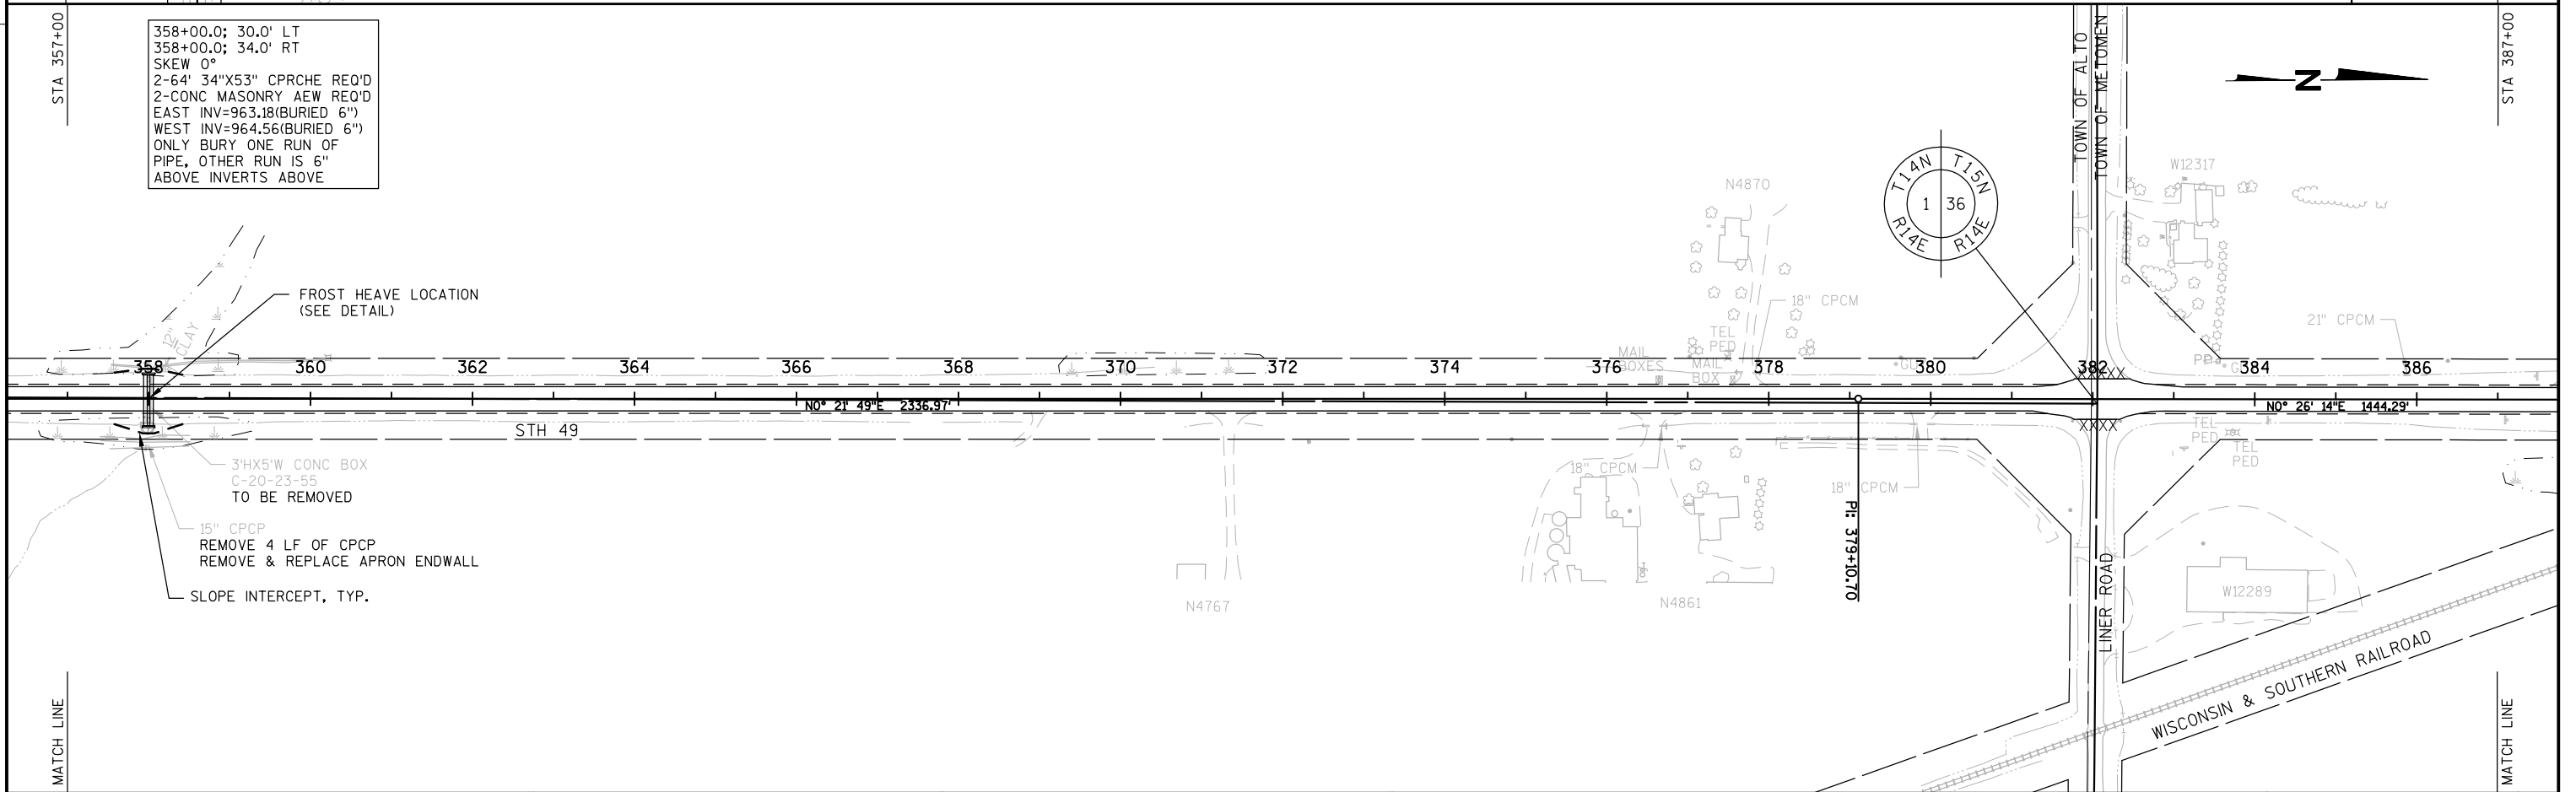 STA 357+00
358+00.0; 30.0' LT
358+00.0; 34.0' RT
SKEW 0°
2-64' 34"X53" CPRCHE REQ'D
2-CONC MASONRY AEW REQ'D
EAST INV=963.18(BURIED 6")
WEST INV=964.56(BURIED 6")
ONLY BURY ONE RUN OF
PIPE, OTHER RUN IS 6"
ABOVE INVERTS ABOVE
TOWN OF ALTO
TOWN OF METOMEN
N
STA 387+00
T14N
T15N
1
36
R14E
R14E
N4870
W12317
FROST HEAVE LOCATION
(SEE DETAIL)
12"
CLAY
18" CPCM
21" CPCM
TEL
PED
MAIL
BOXES
MAIL
BOX
358
360
362
364
366
368
370
372
374
376
378
380
382
384
386
XXXXX
N0° 21' 49"E 2336.97'
N0° 26' 14"E 1444.29'
STH 49
XXXX
TEL
PED
TEL
PED
3'HX5'W CONC BOX
C-20-23-55
TO BE REMOVED
18" CPCM
18" CPCM
15" CPCP
REMOVE 4 LF OF CPCP
REMOVE & REPLACE APRON ENDWALL
SLOPE INTERCEPT, TYP.
PI: 379+10.70
N4767
N4861
LINER ROAD
W12289
WISCONSIN & SOUTHERN RAILROAD
MATCH LINE
MATCH LINE